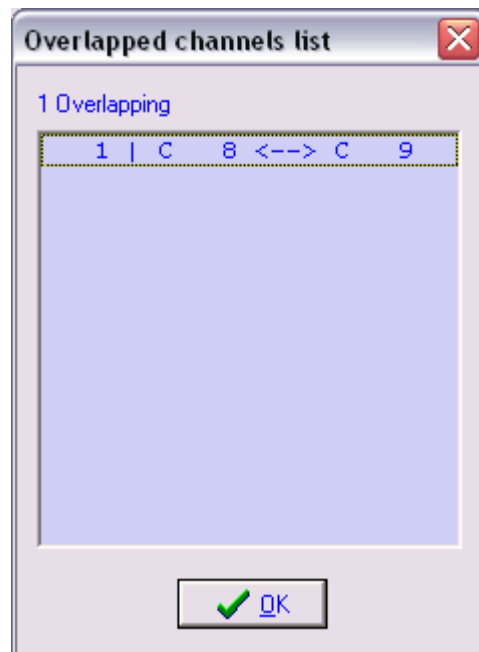 Overlapped channels list
1 Overlapping
1 | C 8 <--> C 9
OK